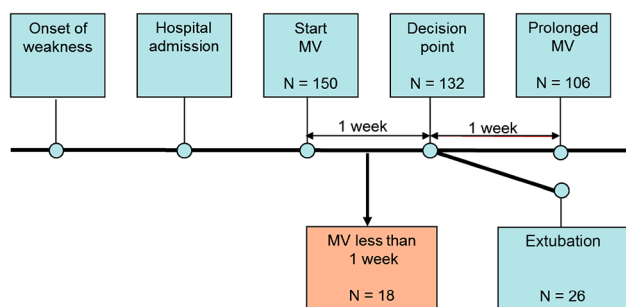 Onset of
weakness
Hospital
admission
Start
MV
N = 150
Decision
point
N = 132
Prolonged
MV
N = 106
1 week
1 week
MV less than
1 week
N = 18
Extubation
N = 26